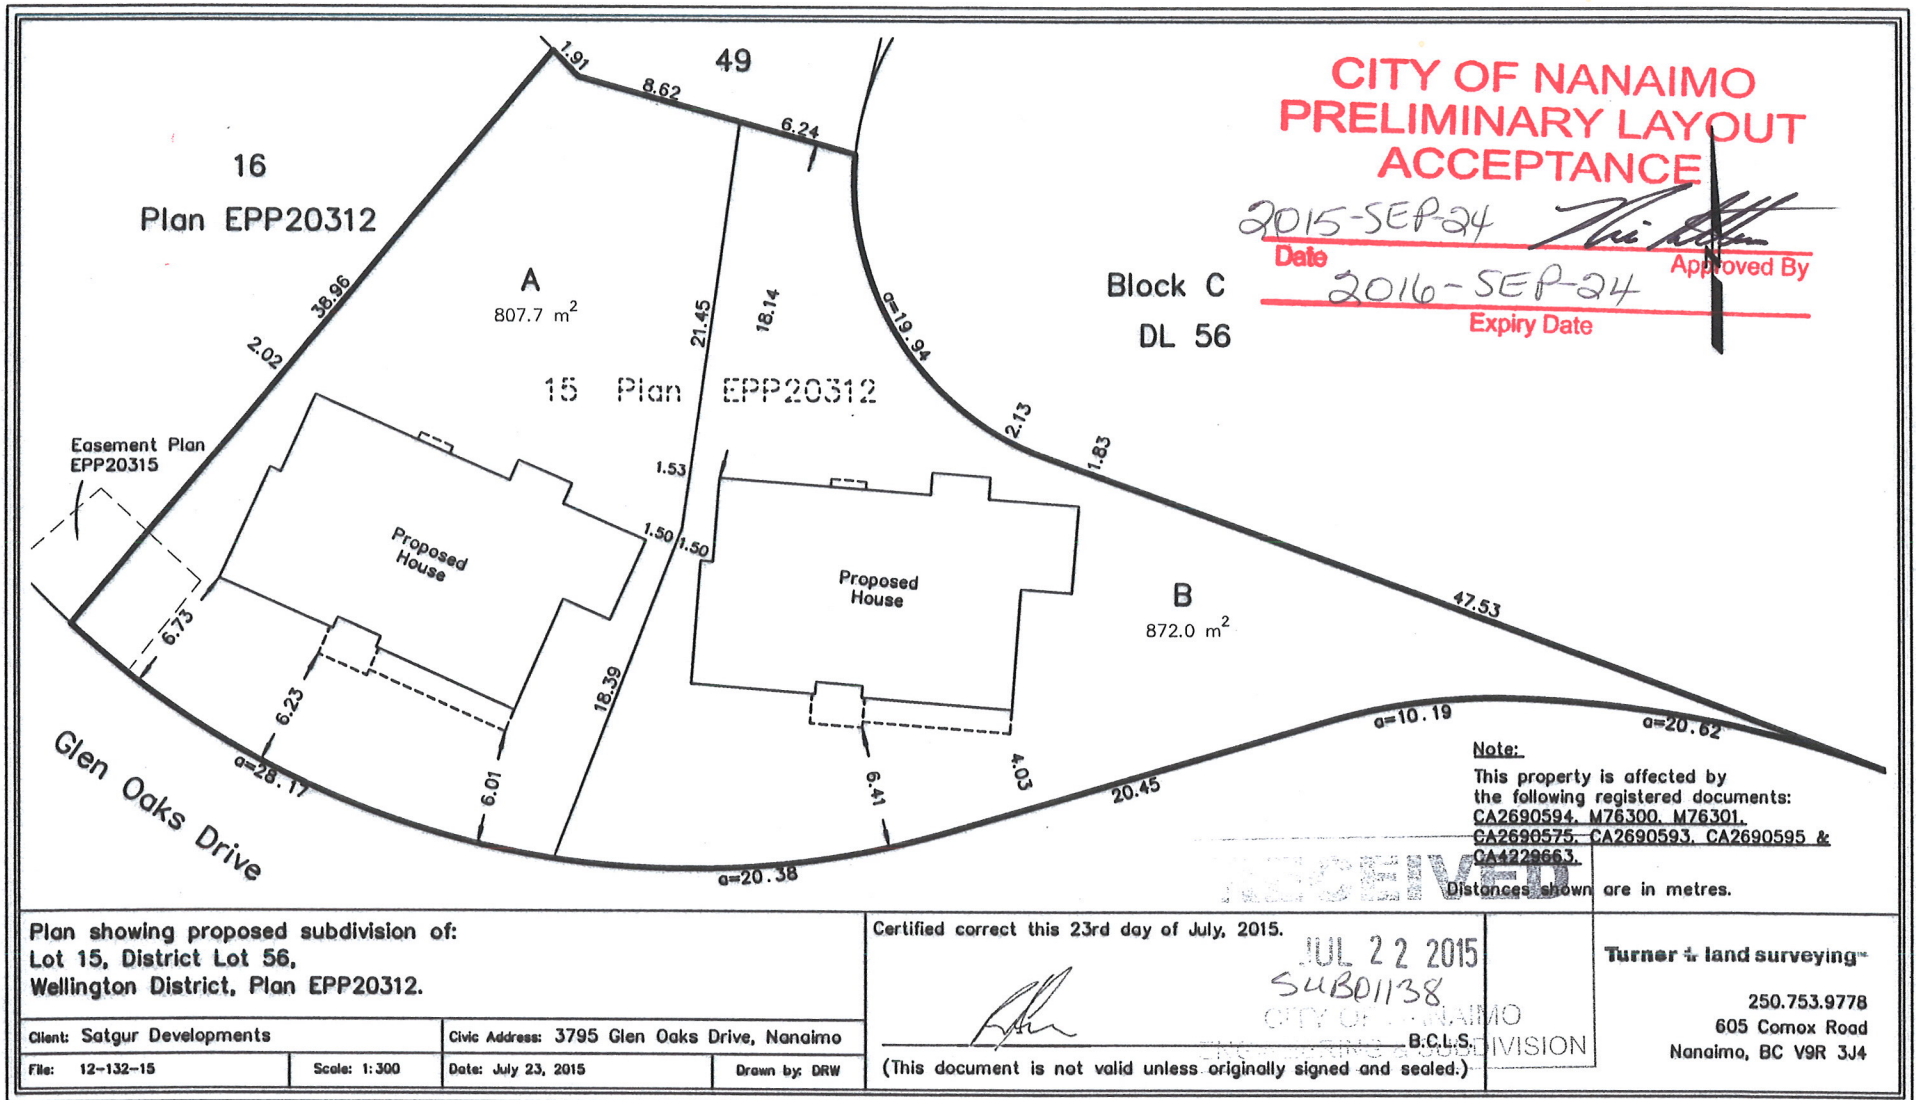 49
1.91
8.62
6.24
CITY OF NANAIMO
PRELIMINARY LAYOUT
ACCEPTANCE
2015-SEP-24
Date
Approved By
2016-SEP-24
Expiry Date
N
16
Plan EPP20312
38.96
2.02
A
807.7 m²
21.45
18.14
a=19.94
Block C
DL 56
15 Plan EPP20312
2.13
1.83
Easement Plan
EPP20315
1.53
1.50
1.50
Proposed
House
Proposed
House
B
872.0 m²
47.53
6.73
6.23
6.01
18.39
6.41
4.03
20.45
a=10.19
a=20.62
a=28.17
a=20.38
Glen Oaks Drive
Note:
This property is affected by
the following registered documents:
CA2690594, M76300, M76301,
CA2690575, CA2690593, CA2690595 &
CA4229663.
Distances shown are in metres.
RECEIVED
JUL 22 2015
SUBD1138
CITY OF NANAIMO
ENGINEERING & SUBDIVISION
Plan showing proposed subdivision of:
Lot 15, District Lot 56,
Wellington District, Plan EPP20312.
Client: Satgur Developments
Civic Address: 3795 Glen Oaks Drive, Nanaimo
File: 12-132-15
Scale: 1:300
Date: July 23, 2015
Drawn by: DRW
Certified correct this 23rd day of July, 2015.
B.C.L.S.
(This document is not valid unless originally signed and sealed.)
Turner & land surveying™
250.753.9778
605 Comox Road
Nanaimo, BC V9R 3J4